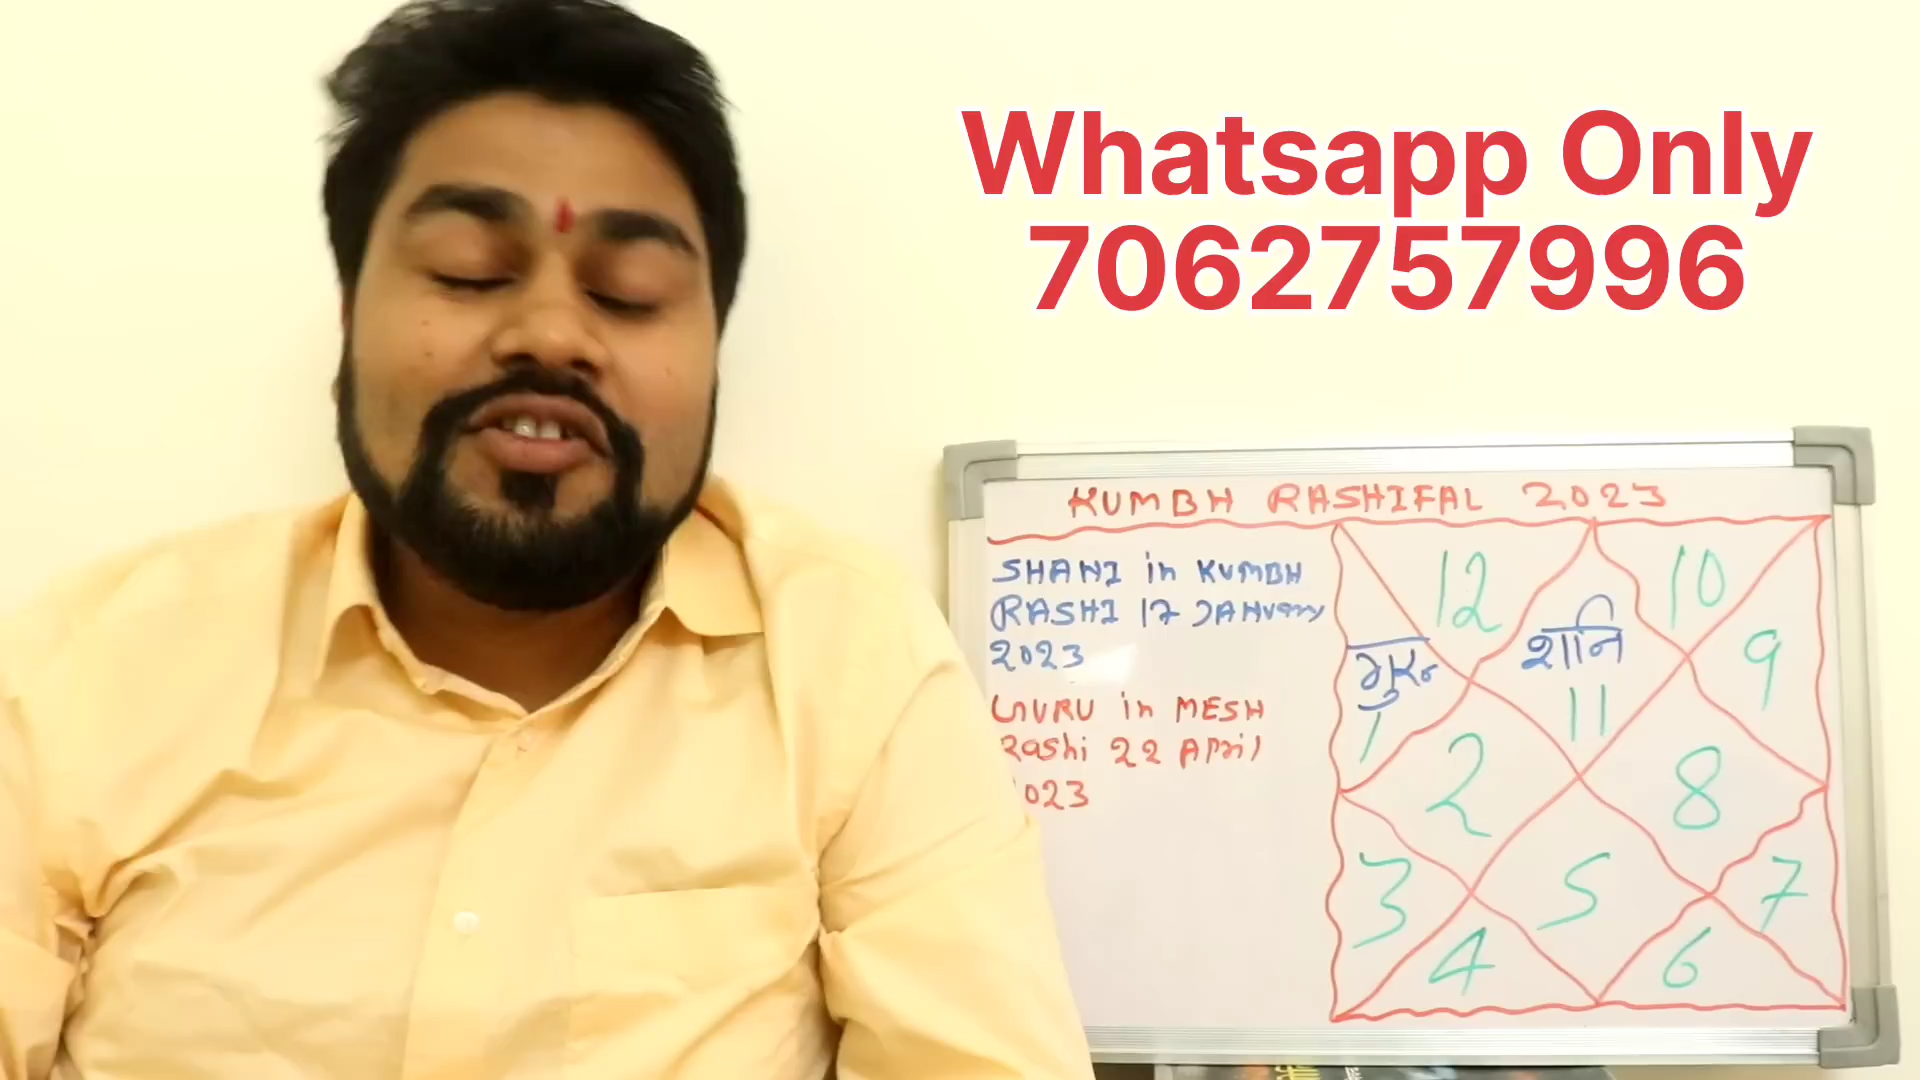 Whatsapp Only
7062757996
KUMBH RASHIFAL 2023
SHANI in KUMBH
RASHI 17 JANuary
2023
GURU in MESH
Rashi 22 April
023
12
10
गुरु
शनि
9
1
11
2
8
3
5
7
4
6